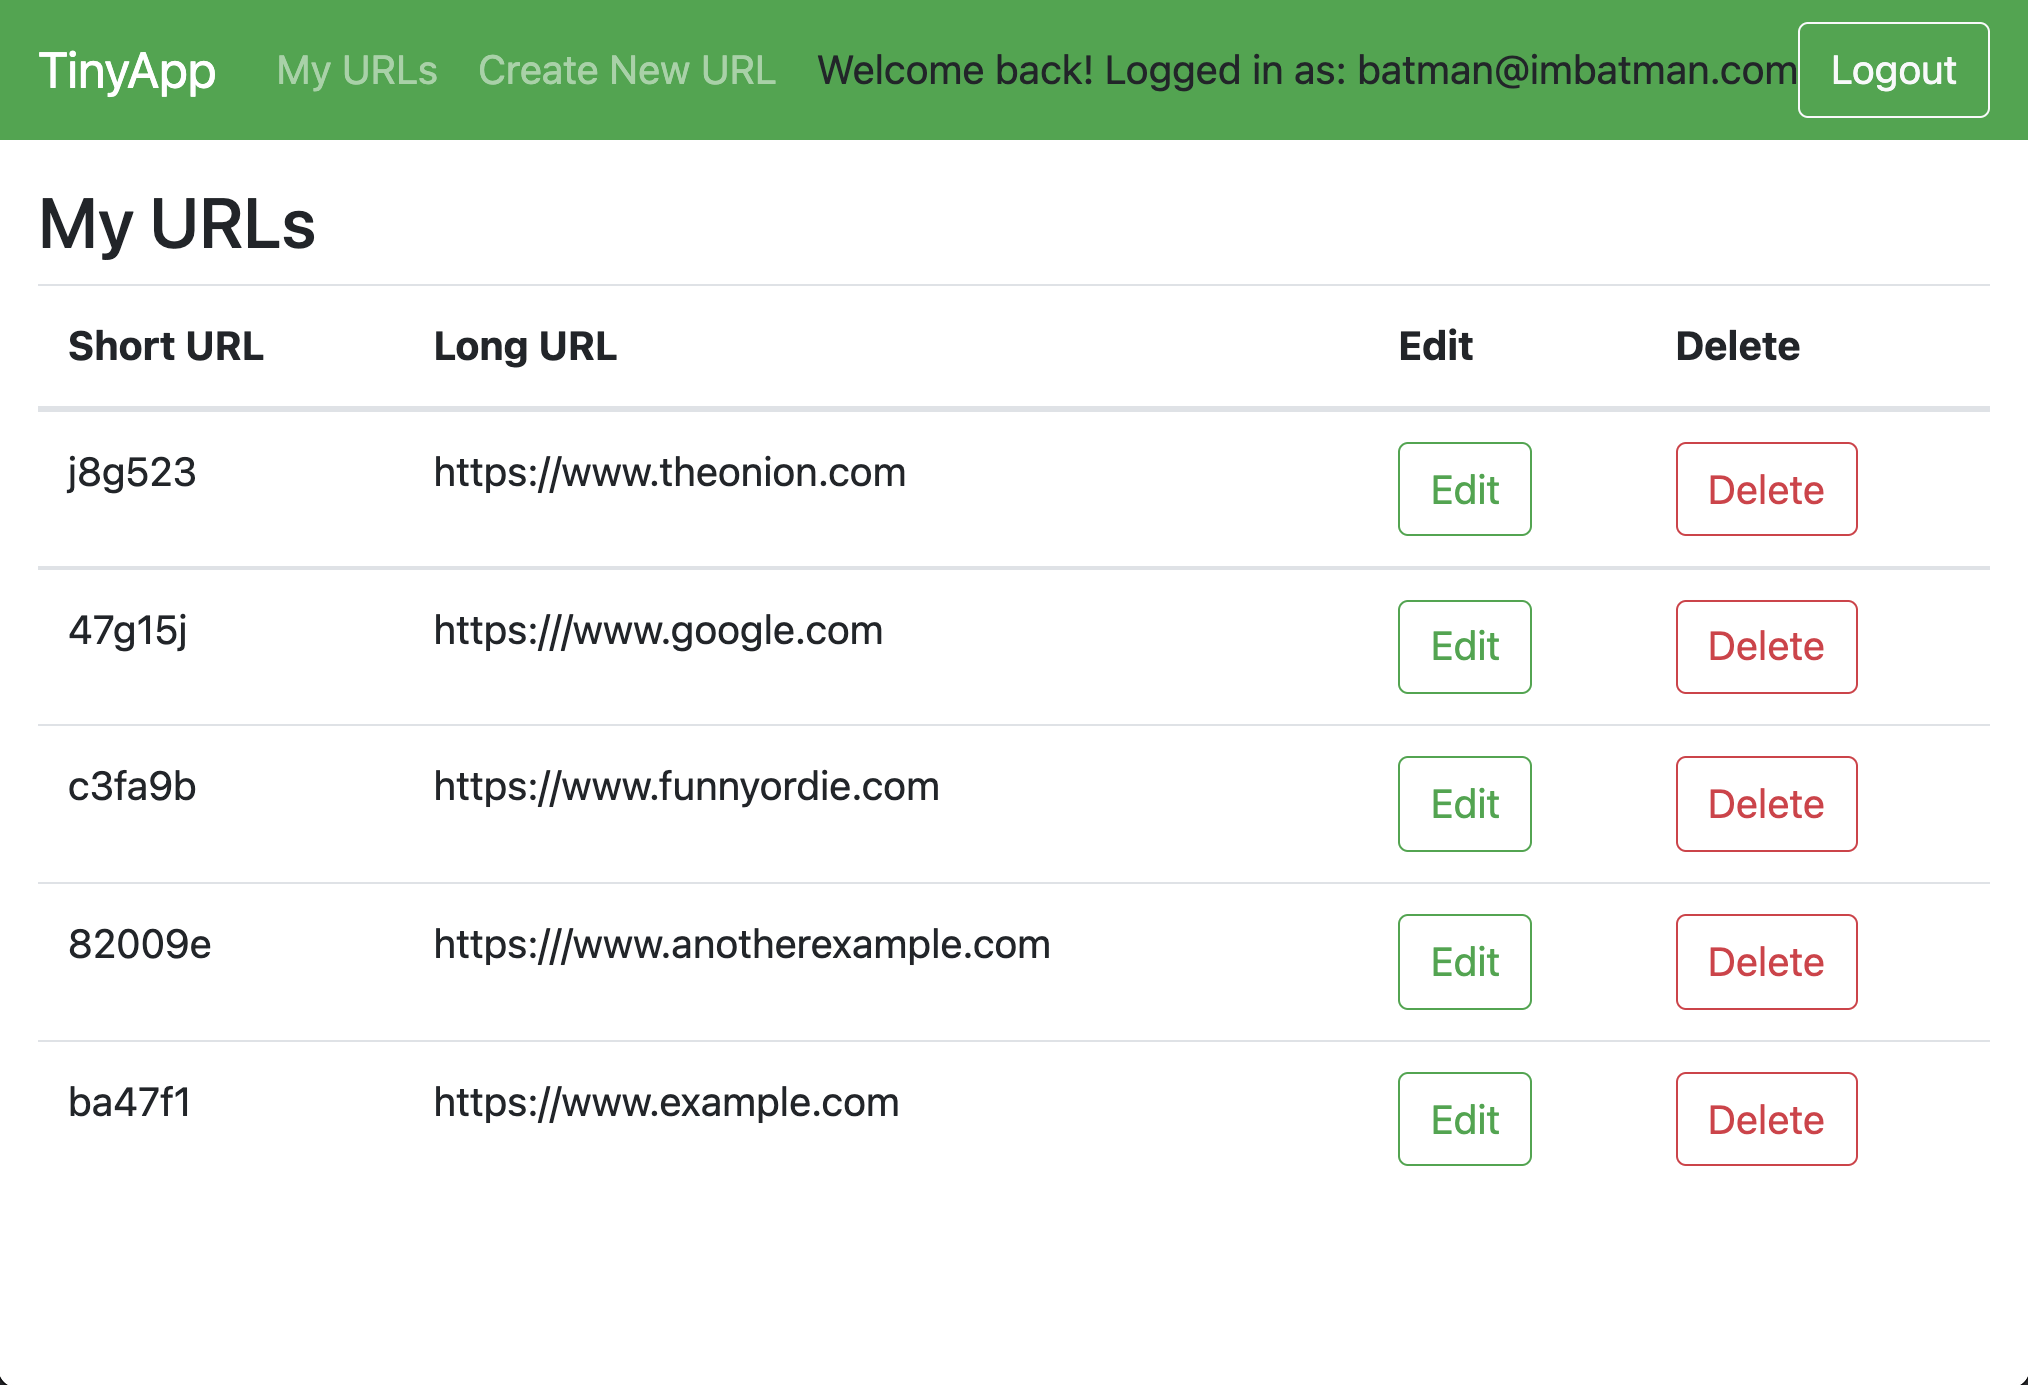 TinyApp My URLs Create New URL Welcome back! Logged in as: batman@imbatman.com Logout
My URLs
Short URL Long URL Edit Delete
j8g523 https://www.theonion.com Edit Delete
47g15j https:///www.google.com Edit Delete
c3fa9b https://www.funnyordie.com Edit Delete
82009e https:///www.anotherexample.com Edit Delete
ba47f1 https://www.example.com Edit Delete